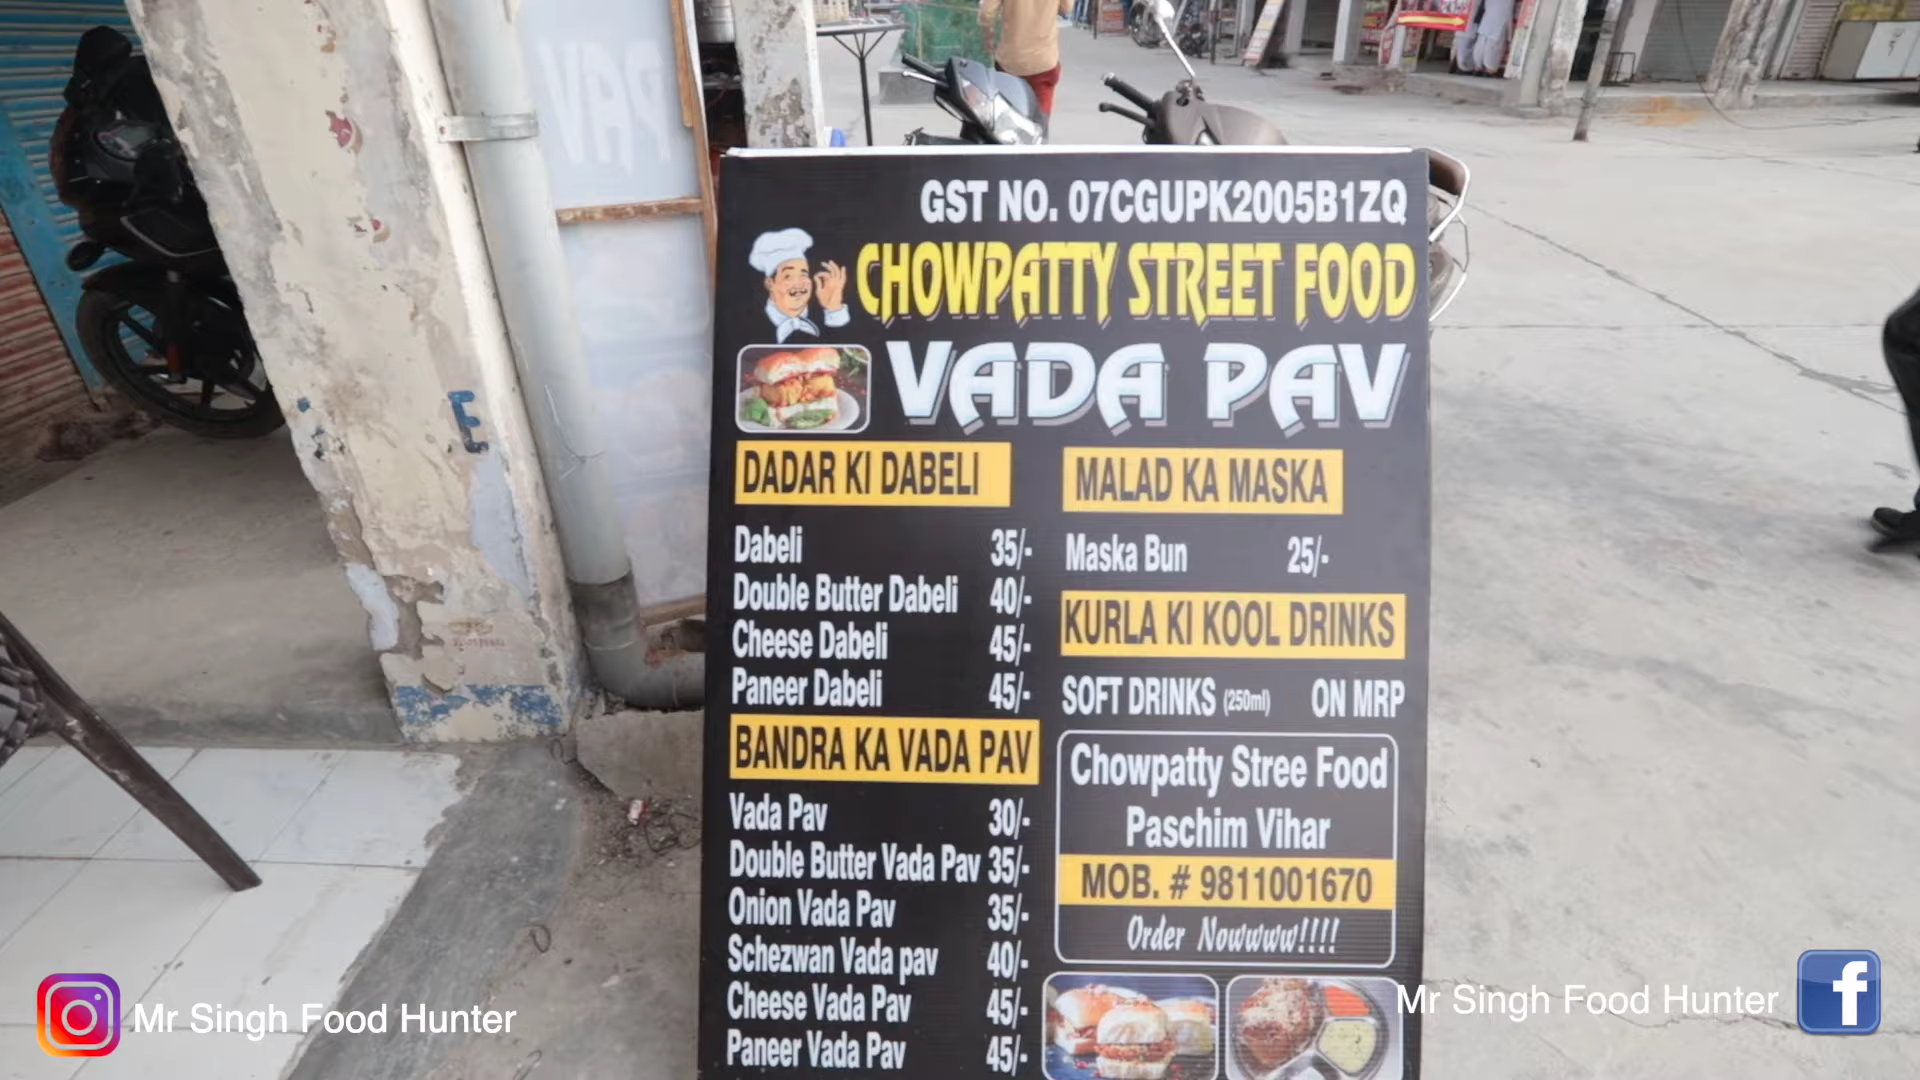 VADA PAV
GST NO. 07CGUPK2005B1ZQ
CHOWPATTY STREET FOOD
VADA PAV
DADAR KI DABELI
Dabeli 35/-
Double Butter Dabeli 40/-
Cheese Dabeli 45/-
Paneer Dabeli 45/-
BANDRA KA VADA PAV
Vada Pav 30/-
Double Butter Vada Pav 35/-
Onion Vada Pav 35/-
Schezwan Vada pav 40/-
Cheese Vada Pav 45/-
Paneer Vada Pav 45/-
MALAD KA MASKA
Maska Bun 25/-
KURLA KI KOOL DRINKS
SOFT DRINKS (250ml) ON MRP
Chowpatty Stree Food
Paschim Vihar
MOB. # 9811001670
Order Nowwww!!!!
E
Mr Singh Food Hunter
Mr Singh Food Hunter